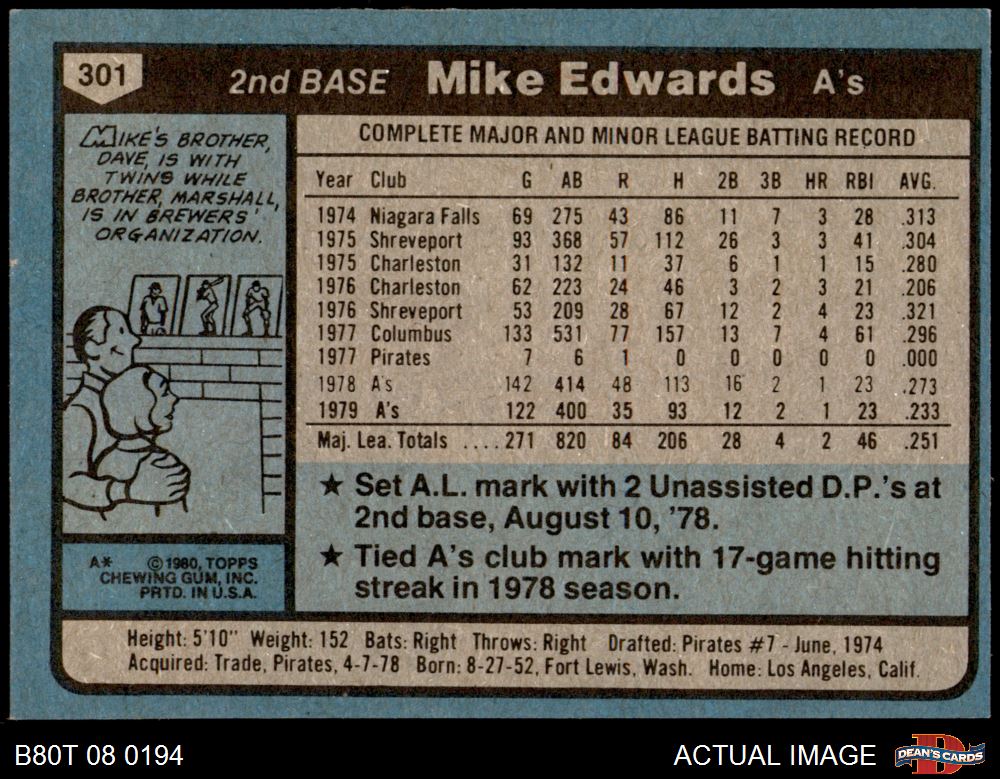 301 2nd BASE Mike Edwards A's
MIKE'S BROTHER,
DAVE, IS WITH
TWINS WHILE
BROTHER, MARSHALL,
IS IN BREWERS'
ORGANIZATION.
COMPLETE MAJOR AND MINOR LEAGUE BATTING RECORD
Year Club G AB R H 2B 3B HR RBI AVG.
1974 Niagara Falls 69 275 43 86 11 7 3 28 .313
1975 Shreveport 93 368 57 112 26 3 3 41 .304
1975 Charleston 31 132 11 37 6 1 1 15 .280
1976 Charleston 62 223 24 46 3 2 3 21 .206
1976 Shreveport 53 209 28 67 12 2 4 23 .321
1977 Columbus 133 531 77 157 13 7 4 61 .296
1977 Pirates 7 6 1 0 0 0 0 0 .000
1978 A's 142 414 48 113 16 2 1 23 .273
1979 A's 122 400 35 93 12 2 1 23 .233
Maj. Lea. Totals ....271 820 84 206 28 4 2 46 .251
★ Set A.L. mark with 2 Unassisted D.P.'s at
2nd base, August 10, '78.
★ Tied A's club mark with 17-game hitting
streak in 1978 season.
A* © 1980, TOPPS
CHEWING GUM, INC.
PRTD. IN U.S.A.
Height: 5'10" Weight: 152 Bats: Right Throws: Right Drafted: Pirates #7 - June, 1974
Acquired: Trade, Pirates, 4-7-78 Born: 8-27-52, Fort Lewis, Wash. Home: Los Angeles, Calif.
B80T 08 0194 ACTUAL IMAGE DEAN'S CARDS